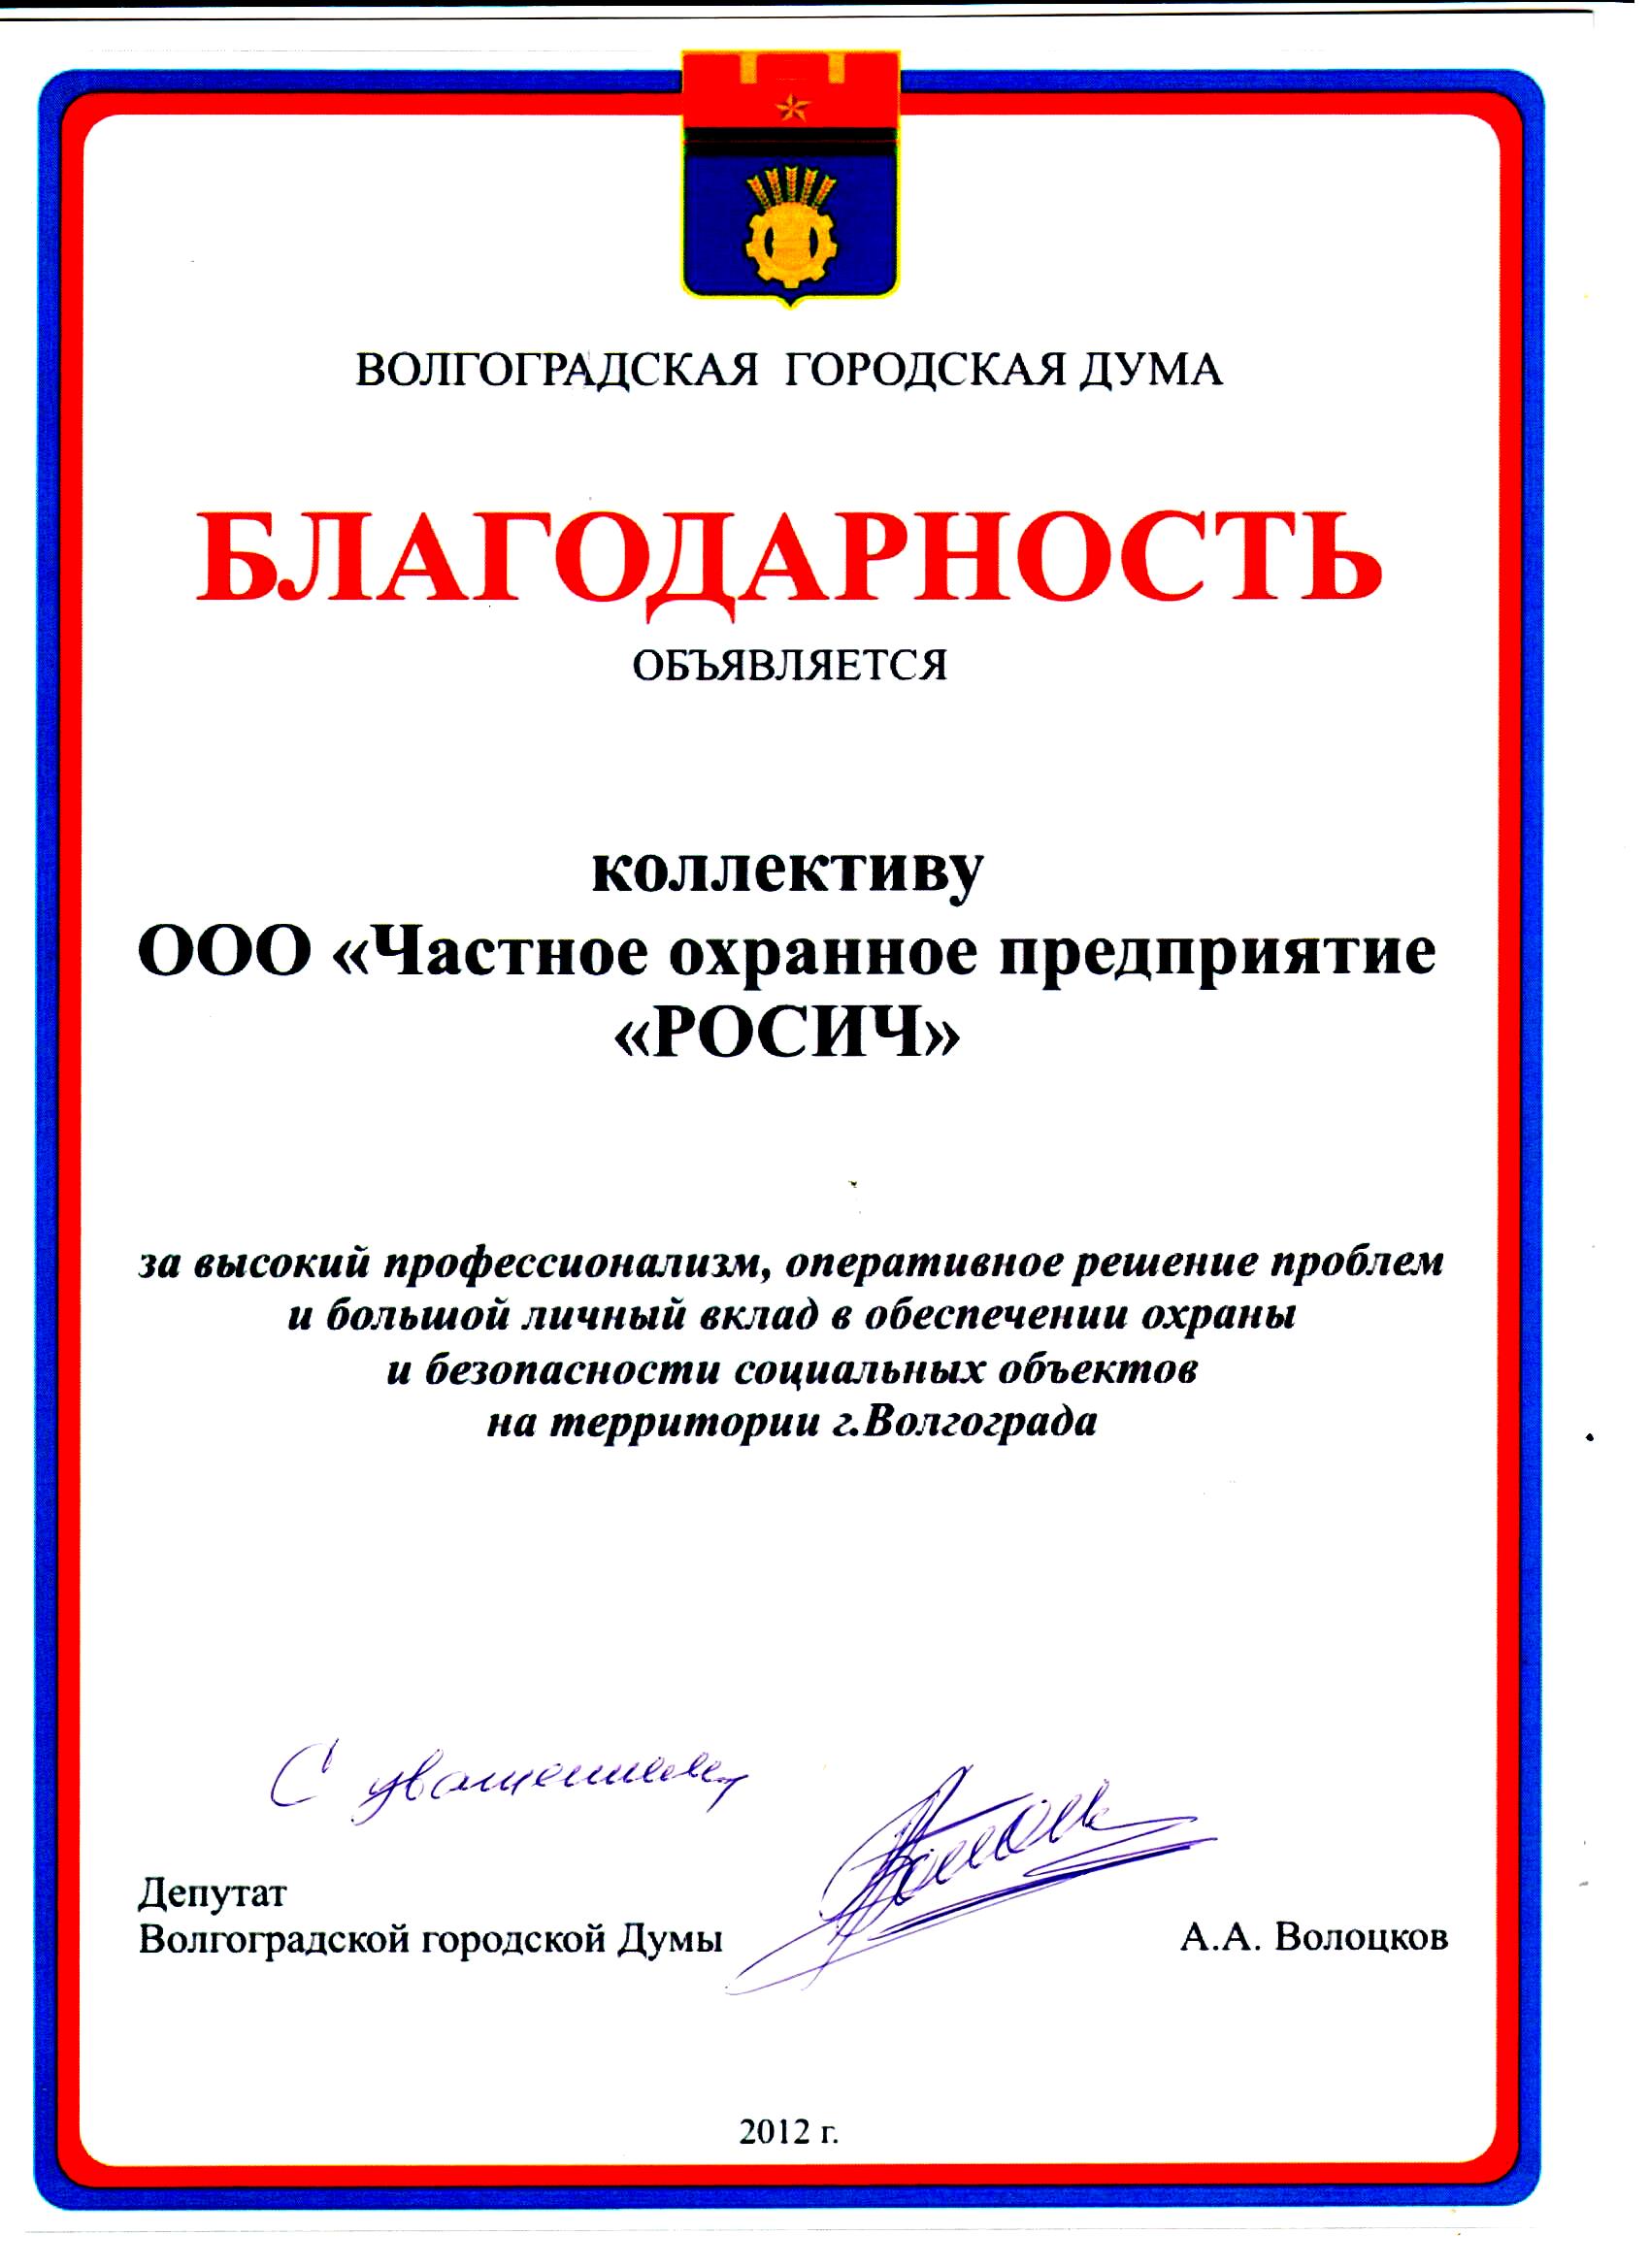 ВОЛГОГРАДСКАЯ ГОРОДСКАЯ ДУМА
БЛАГОДАРНОСТЬ
ОБЪЯВЛЯЕТСЯ
коллективу
ООО «Частное охранное предприятие
«РОСИЧ»
за высокий профессионализм, оперативное решение проблем
и большой личный вклад в обеспечении охраны
и безопасности социальных объектов
на территории г.Волгограда
С уважением,
Депутат
Волгоградской городской Думы
А.А. Волоцков
2012 г.